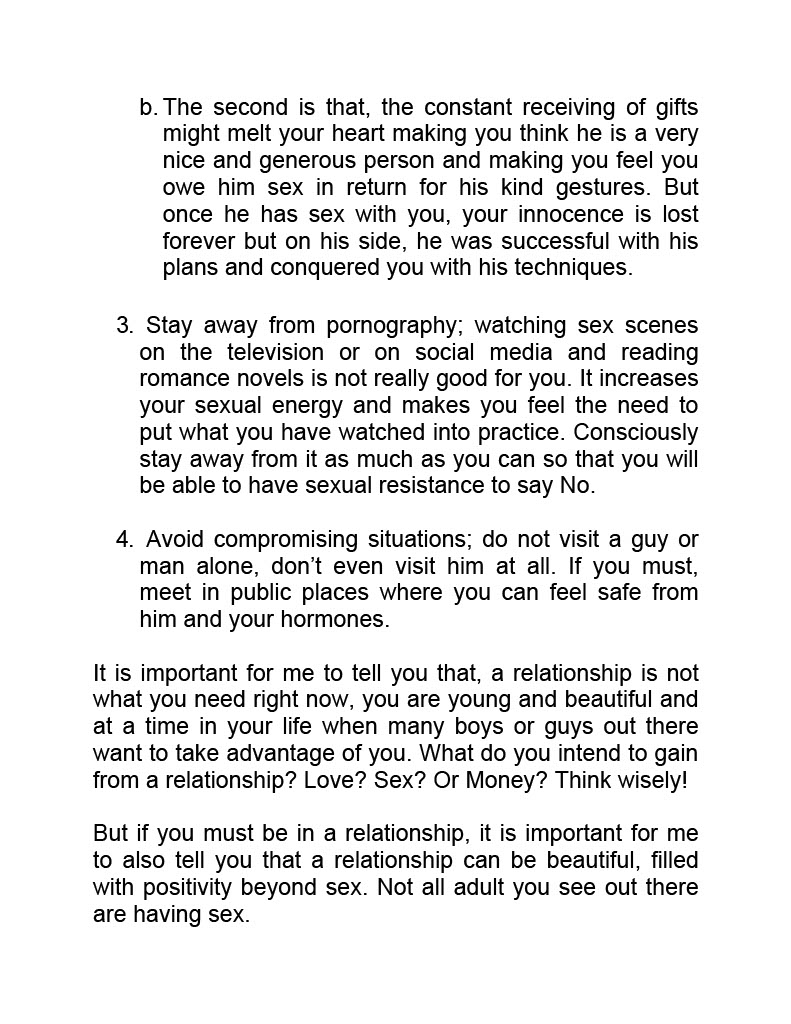 b. The second is that, the constant receiving of gifts
might melt your heart making you think he is a very
nice and generous person and making you feel you
owe him sex in return for his kind gestures. But
once he has sex with you, your innocence is lost
forever but on his side, he was successful with his
plans and conquered you with his techniques.
3. Stay away from pornography; watching sex scenes
on the television or on social media and reading
romance novels is not really good for you. It increases
your sexual energy and makes you feel the need to
put what you have watched into practice. Consciously
stay away from it as much as you can so that you will
be able to have sexual resistance to say No.
4. Avoid compromising situations; do not visit a guy or
man alone, don’t even visit him at all. If you must,
meet in public places where you can feel safe from
him and your hormones.
It is important for me to tell you that, a relationship is not
what you need right now, you are young and beautiful and
at a time in your life when many boys or guys out there
want to take advantage of you. What do you intend to gain
from a relationship? Love? Sex? Or Money? Think wisely!
But if you must be in a relationship, it is important for me
to also tell you that a relationship can be beautiful, filled
with positivity beyond sex. Not all adult you see out there
are having sex.